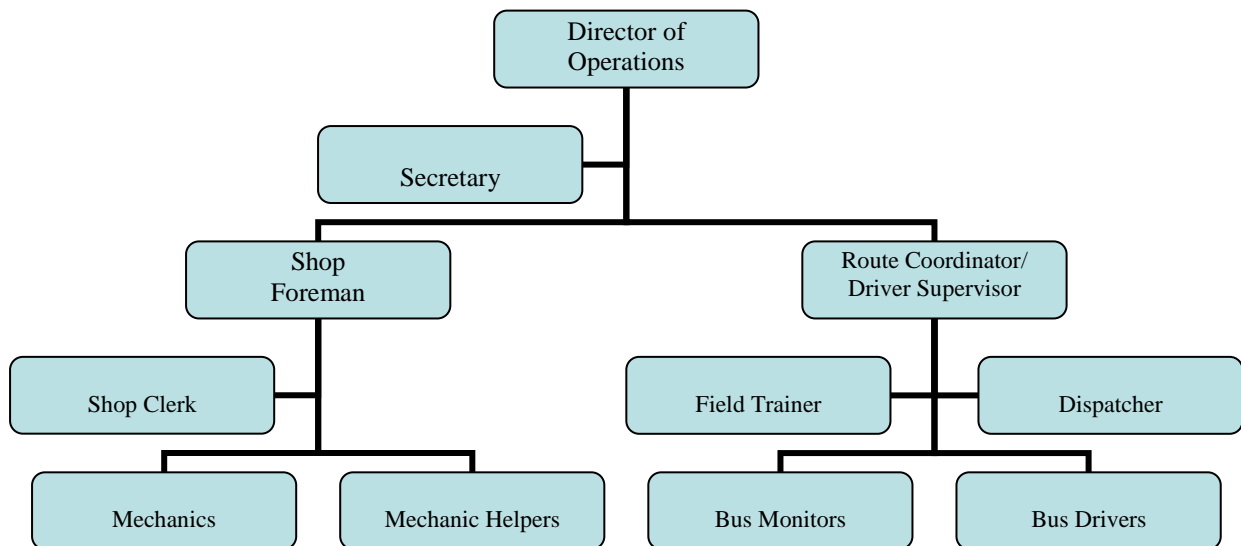 Director of
Operations
Secretary
Shop
Foreman
Route Coordinator/
Driver Supervisor
Shop Clerk
Field Trainer
Dispatcher
Mechanics
Mechanic Helpers
Bus Monitors
Bus Drivers